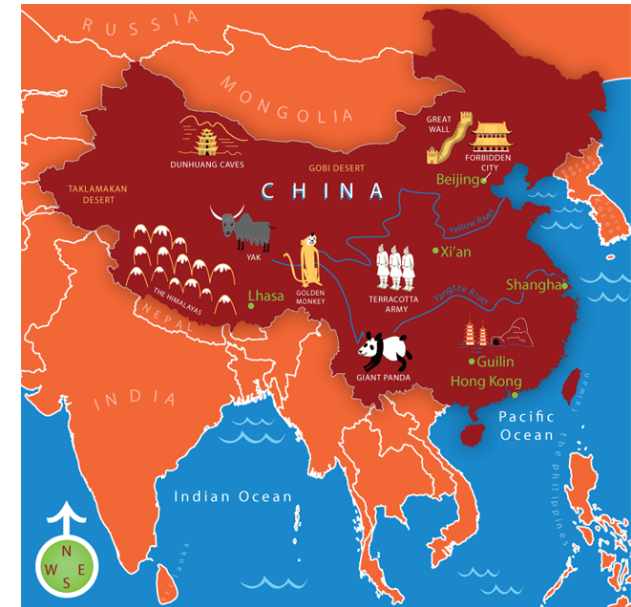 RUSSIA
MONGOLIA
GREAT
WALL
FORBIDDEN
CITY
DUNHUANG CAVES
GOBI DESERT
Beijing
TAKLAMAKAN
DESERT
CHINA
Yellow River
YAK
Xi'an
GOLDEN
MONKEY
TERRACOTTA
ARMY
Shanghai
Yangtze River
THE HIMALAYAS
Lhasa
NEPAL
GIANT PANDA
Guilin
Hong Kong
INDIA
Taiwan
Pacific
Ocean
the philippines
Indian Ocean
N
W E
S